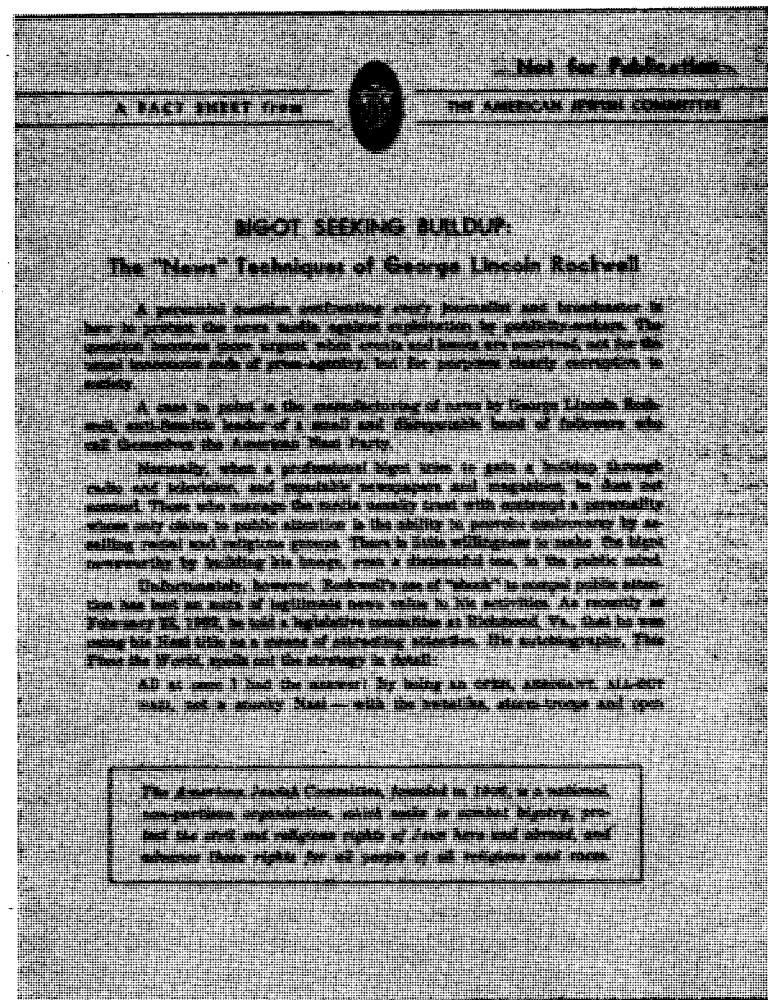 Not for Publication
A FACT SHEET from THE AMERICAN JEWISH COMMITTEE
BIGOT SEEKING BUILDUP:
The "News" Techniques of George Lincoln Rockwell
A perennial question confronting every journalist and broadcaster is
how to protect the news media against exploitation by publicity-seekers. The
question becomes more urgent when events and issues are contrived, not for the
usual innocuous ends of press-agentry, but for purposes clearly corruptive to
society.
A case in point is the manufacturing of news by George Lincoln Rock-
well, anti-Semitic leader of a small and disreputable band of followers who
call themselves the American Nazi Party.
Normally, when a professional bigot tries to gain a buildup through
radio and television, and reputable newspapers and magazines, he does not
succeed. Those who manage the media usually treat with contempt a personality
whose only claim to public attention is the ability to provoke controversy by as-
sailing racial and religious groups. There is little willingness to make the bigot
newsworthy by building his image, even a distasteful one, in the public mind.
Unfortunately, however, Rockwell's use of "shock" to compel public atten-
tion has lent an aura of legitimate news value to his activities. As recently as
February he told a legislative committee at Richmond, Va., that he was
using his Nazi title as a means of attracting attention. His autobiography, This
Time the World, spells out the strategy in detail:
All at once I had the answer! By being an OPEN, ARROGANT, ALL-OUT
nazi, not a sneaky Nazi — with the swastika, storm-troops and open
The American Jewish Committee, founded in 1906, is a national,
non-partisan organization, which seeks to combat bigotry, pro-
tect the civil and religious rights of Jews here and abroad, and
advance those rights for all people of all religions and races.